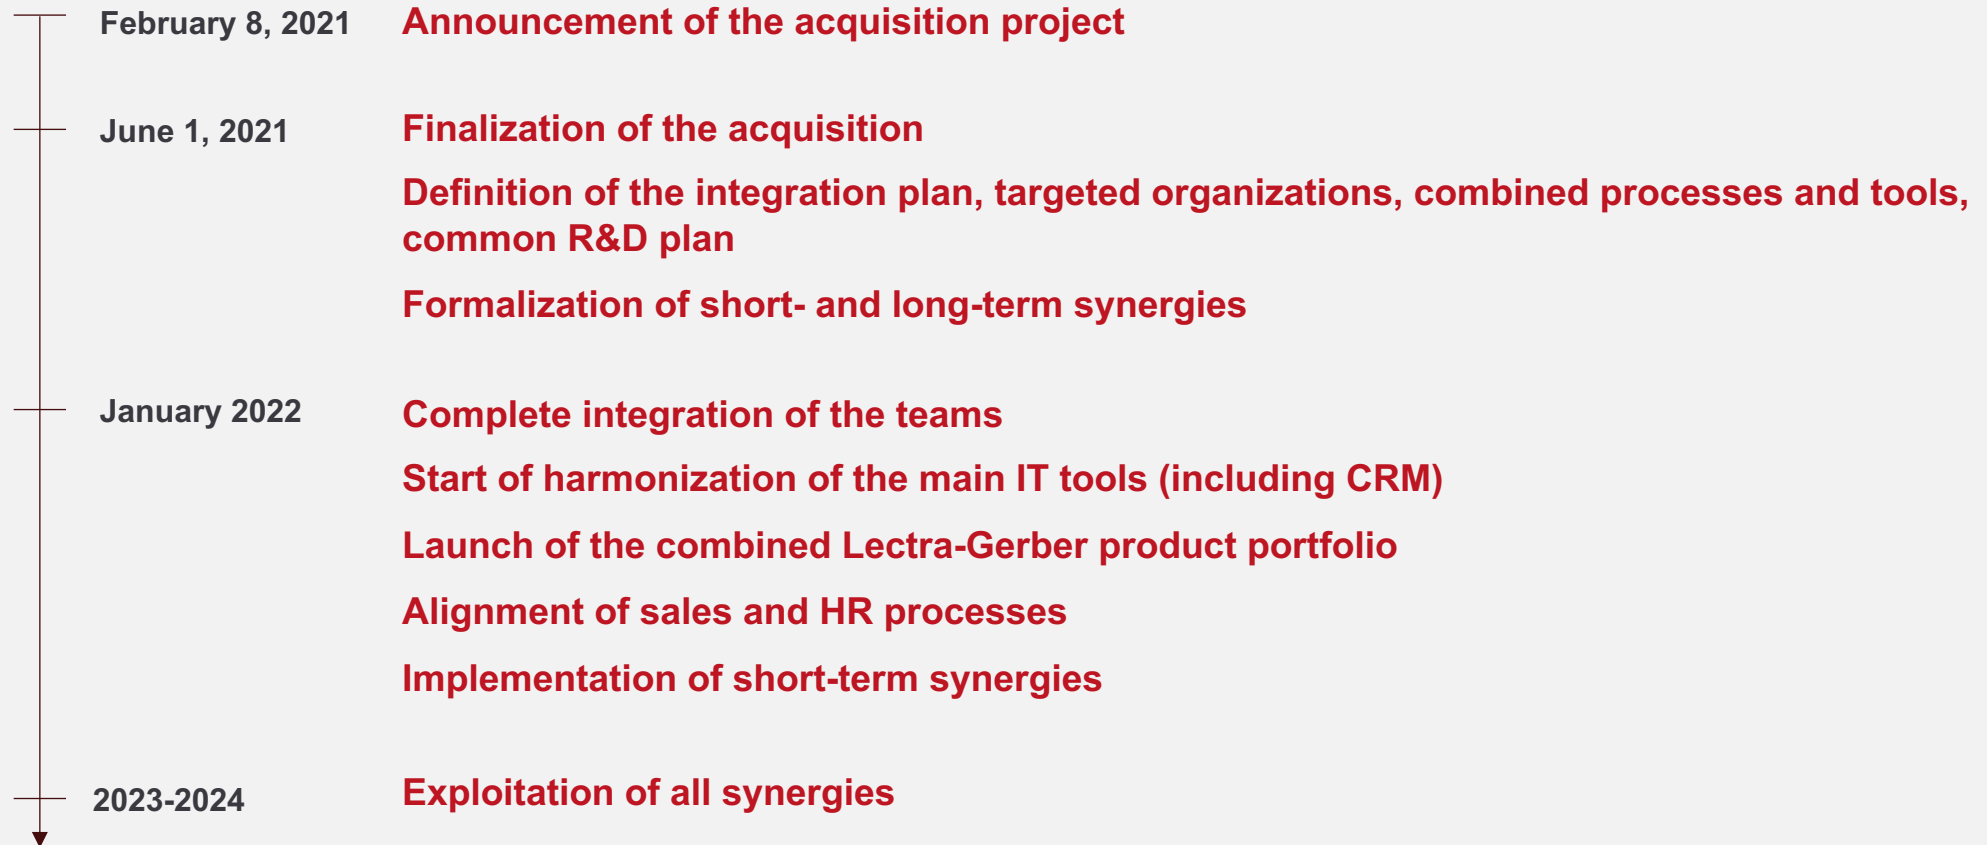 February 8, 2021 Announcement of the acquisition project
June 1, 2021 Finalization of the acquisition
Definition of the integration plan, targeted organizations, combined processes and tools,
common R&D plan
Formalization of short- and long-term synergies
January 2022 Complete integration of the teams
Start of harmonization of the main IT tools (including CRM)
Launch of the combined Lectra-Gerber product portfolio
Alignment of sales and HR processes
Implementation of short-term synergies
2023-2024 Exploitation of all synergies